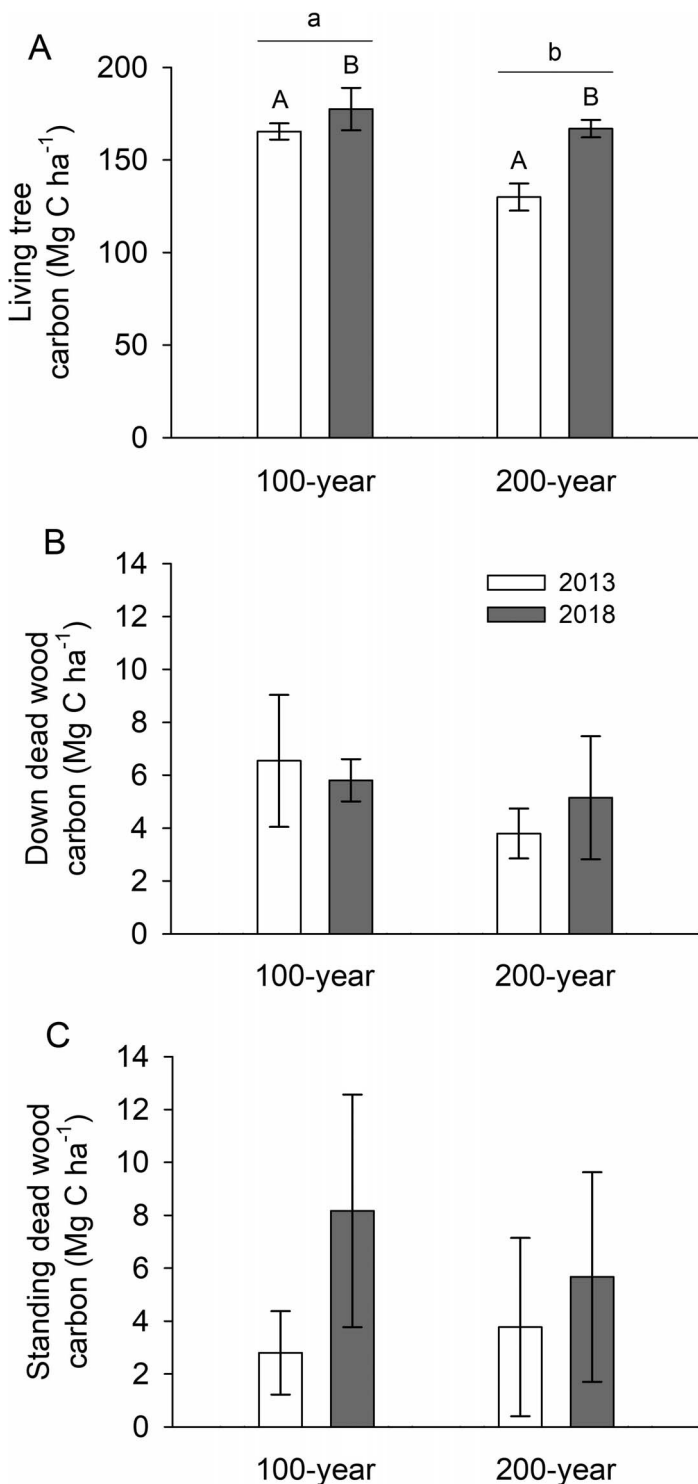 A
a
b
A
B
A
B
200
150
100
50
0
Living tree
carbon (Mg C ha⁻¹)
100-year
200-year
B
14
12
10
8
6
4
2
0
Down dead wood
carbon (Mg C ha⁻¹)
2013
2018
100-year
200-year
C
14
12
10
8
6
4
2
0
Standing dead wood
carbon (Mg C ha⁻¹)
100-year
200-year